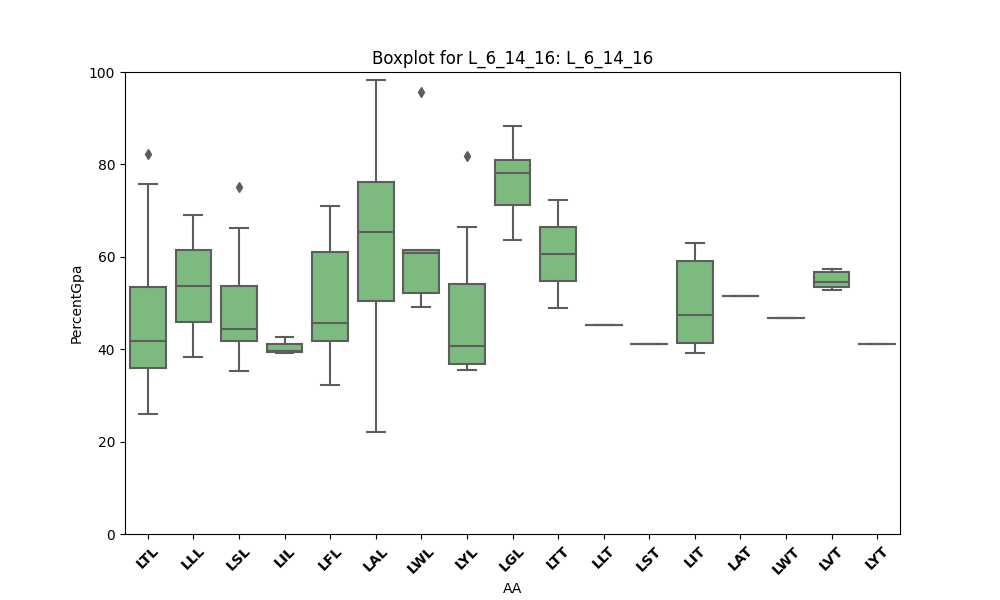 Boxplot for L_6_14_16: L_6_14_16
PercentGpa
100
80
60
40
20
0
LTL LLL LSL LIL LFL LAL LWL LYL LGL LTT LLT LST LIT LAT LWT LVT LYT
AA